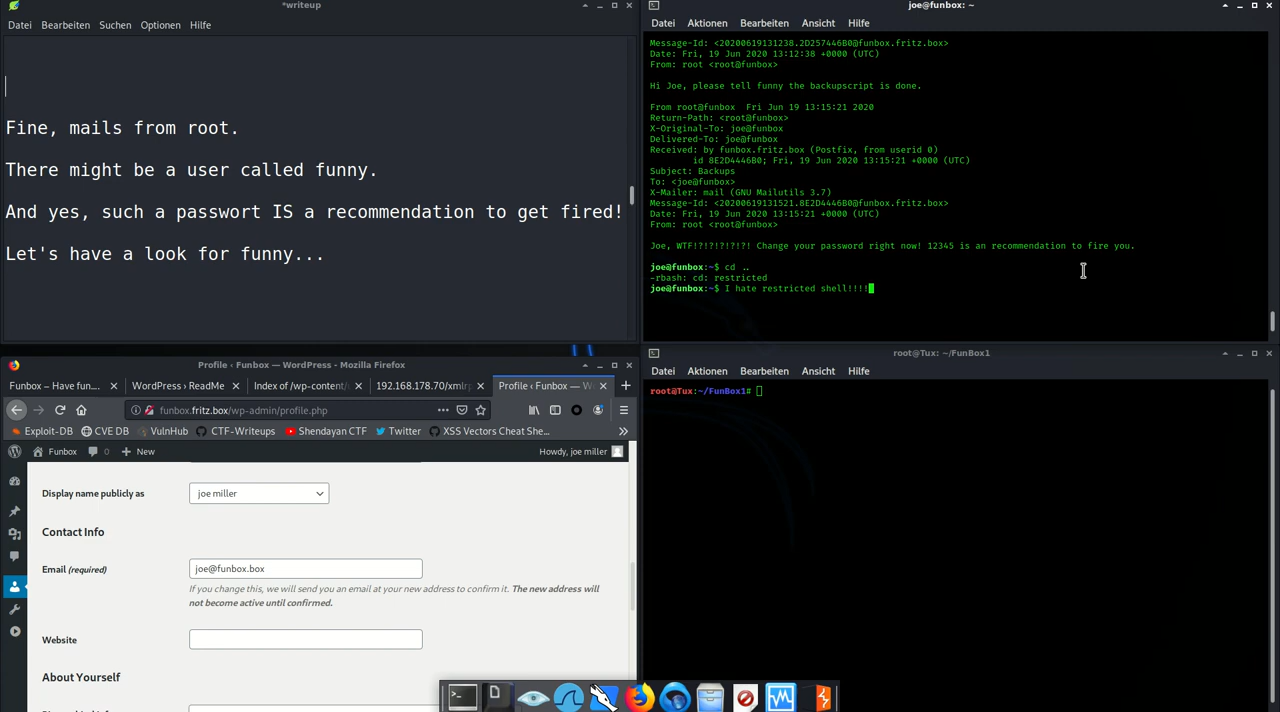 *writeup
Datei Bearbeiten Suchen Optionen Hilfe
Fine, mails from root.
There might be a user called funny.
And yes, such a passwort IS a recommendation to get fired!
Let's have a look for funny...
joe@funbox: ~
Datei Aktionen Bearbeiten Ansicht Hilfe
Message-Id: <20200619131238.2D257446B0@funbox.fritz.box>
Date: Fri, 19 Jun 2020 13:12:38 +0000 (UTC)
From: root <root@funbox>
Hi Joe, please tell funny the backupscript is done.
From root@funbox  Fri Jun 19 13:15:21 2020
Return-Path: <root@funbox>
X-Original-To: joe@funbox
Delivered-To: joe@funbox
Received: by funbox.fritz.box (Postfix, from userid 0)
id 8E2D4446B0; Fri, 19 Jun 2020 13:15:21 +0000 (UTC)
Subject: Backups
To: <joe@funbox>
X-Mailer: mail (GNU Mailutils 3.7)
Message-Id: <20200619131521.8E2D4446B0@funbox.fritz.box>
Date: Fri, 19 Jun 2020 13:15:21 +0000 (UTC)
From: root <root@funbox>
Joe, WTF!?!?!?!?!?! Change your password right now! 12345 is an recommendation to fire you.
joe@funbox:~$ cd ..
-rbash: cd: restricted
joe@funbox:~$ I hate restricted shell!!!!
Profile ‹ Funbox — WordPress - Mozilla Firefox
Funbox – Have fun.... WordPress › ReadMe Index of /wp-content/ 192.168.178.70/xmlrp Profile ‹ Funbox — W
funbox.fritz.box/wp-admin/profile.php
Exploit-DB CVE DB VulnHub CTF-Writeups Shendayan CTF Twitter XSS Vectors Cheat She...
Funbox 0 New Howdy, joe miller
Display name publicly as joe miller
Contact Info
Email (required) joe@funbox.box
If you change this, we will send you an email at your new address to confirm it. The new address will
not become active until confirmed.
Website
About Yourself
root@Tux: ~/FunBox1
Datei Aktionen Bearbeiten Ansicht Hilfe
root@Tux:~/FunBox1#